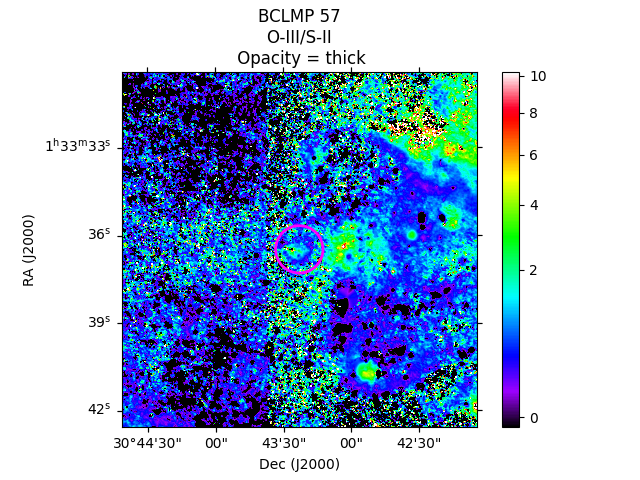 BCLMP 57
O-III/S-II
Opacity = thick
10
8
6
4
2
0
1ʰ33ᵐ33ˢ
36ˢ
39ˢ
42ˢ
RA (J2000)
30°44'30" 00" 43'30" 00" 42'30"
Dec (J2000)